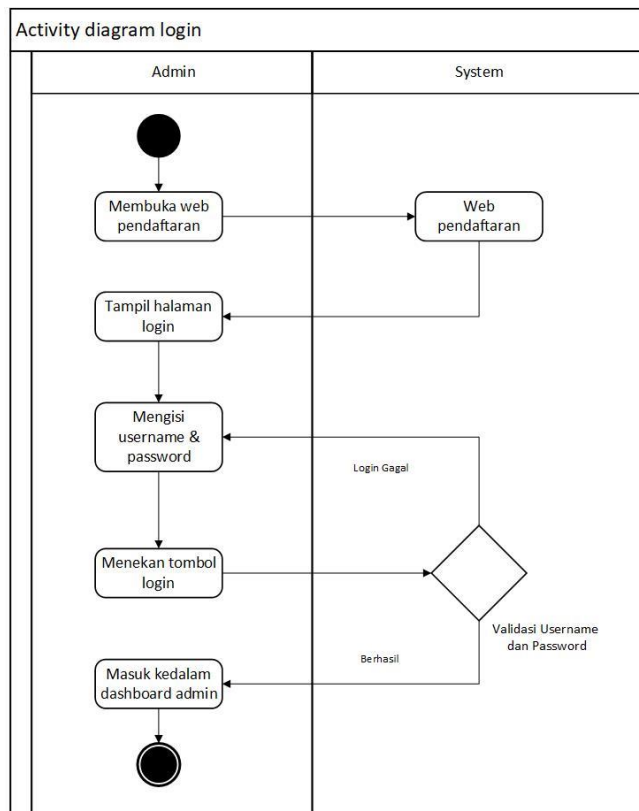 Activity diagram login
Admin
System
Membuka web
pendaftaran
Web
pendaftaran
Tampil halaman
login
Mengisi
username &
password
Login Gagal
Menekan tombol
login
Validasi Username
dan Password
Berhasil
Masuk kedalam
dashboard admin